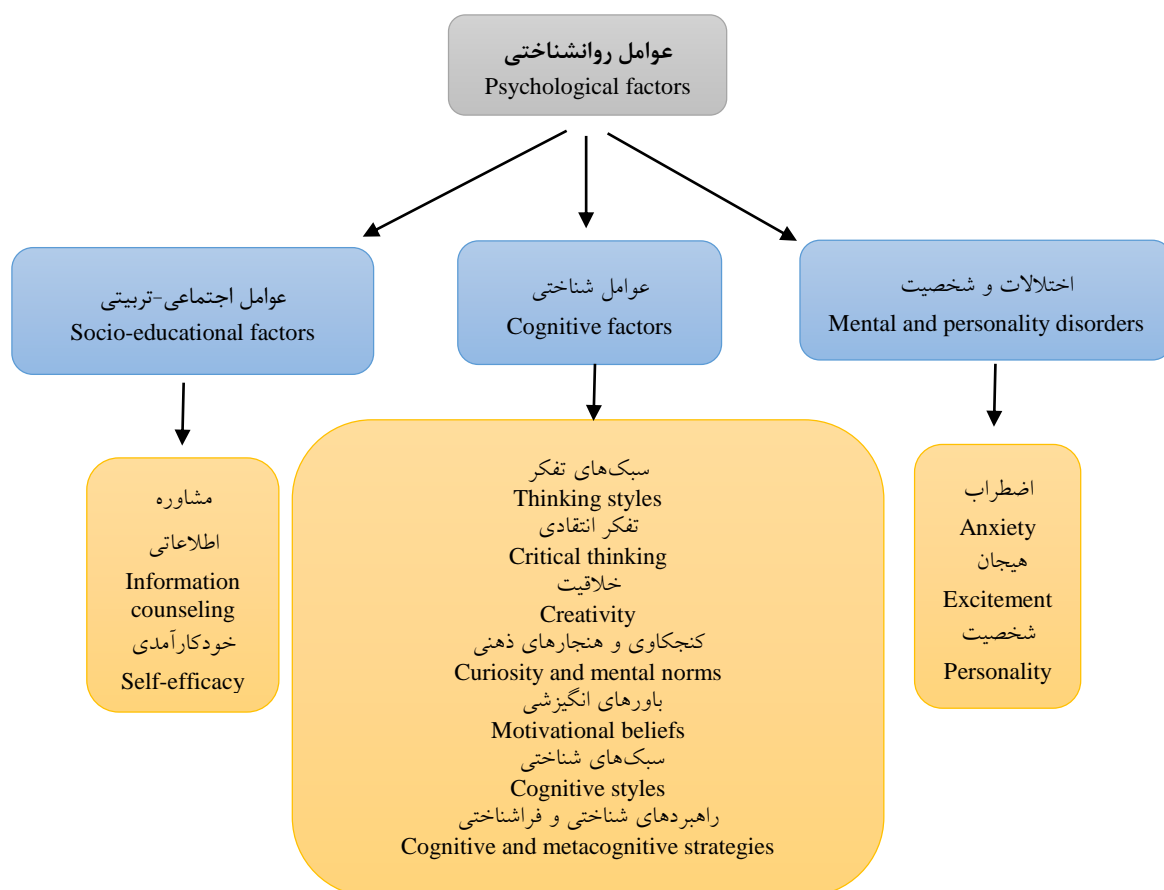 عوامل روانشناختی
Psychological factors
عوامل اجتماعی-تربیتی
Socio-educational factors
عوامل شناختی
Cognitive factors
اختلالات و شخصیت
Mental and personality disorders
مشاوره
اطلاعاتی
Information
counseling
خودکارآمدی
Self-efficacy
سبک‌های تفکر
Thinking styles
تفکر انتقادی
Critical thinking
خلاقیت
Creativity
کنجکاوی و هنجارهای ذهنی
Curiosity and mental norms
باورهای انگیزشی
Motivational beliefs
سبک‌های شناختی
Cognitive styles
راهبردهای شناختی و فراشناختی
Cognitive and metacognitive strategies
اضطراب
Anxiety
هیجان
Excitement
شخصیت
Personality